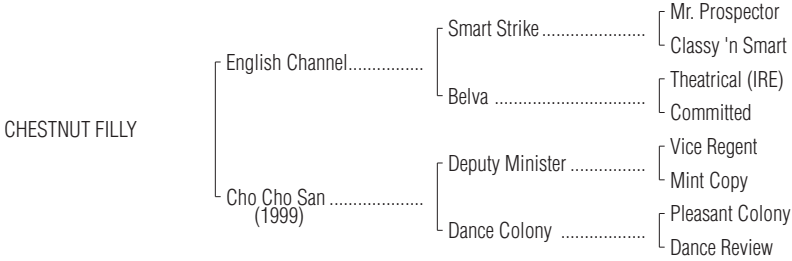 Mr. Prospector
Smart Strike......................
Classy 'n Smart
English Channel................
Theatrical (IRE)
Belva ................................
Committed
CHESTNUT FILLY
Vice Regent
Deputy Minister ................
Mint Copy
Cho Cho San ....................
(1999)
Pleasant Colony
Dance Colony ..................
Dance Review